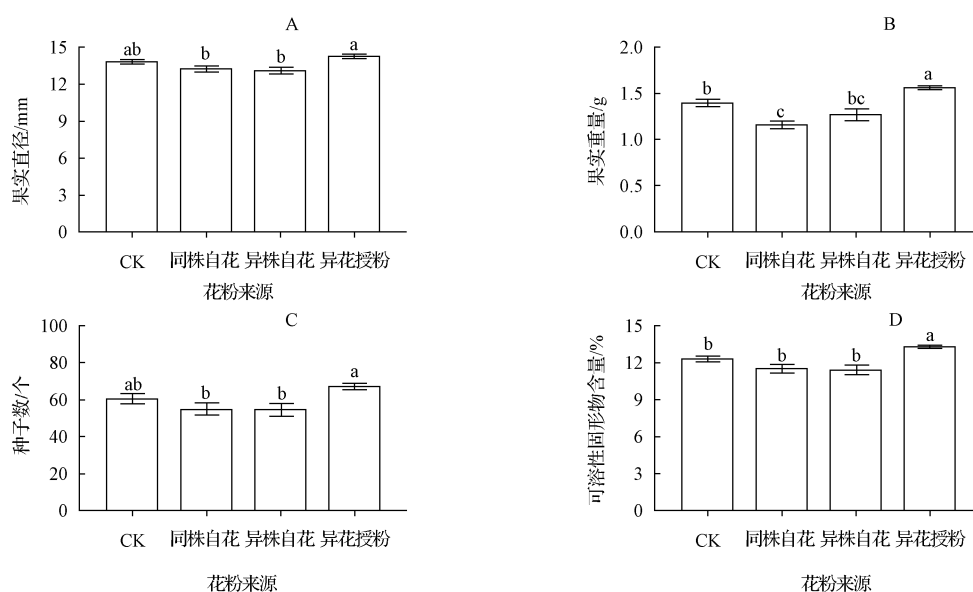 A
果实直径/mm
15
12
9
6
3
0
ab
b
b
a
CK 同株自花 异株自花 异花授粉
花粉来源
B
果实重量/g
2.0
1.5
1.0
0.5
0.0
b
c
bc
a
CK 同株自花 异株自花 异花授粉
花粉来源
C
种子数/个
100
80
60
40
20
0
ab
b
b
a
CK 同株自花 异株自花 异花授粉
花粉来源
D
可溶性固形物含量/%
15
12
9
6
3
0
b
b
b
a
CK 同株自花 异株自花 异花授粉
花粉来源